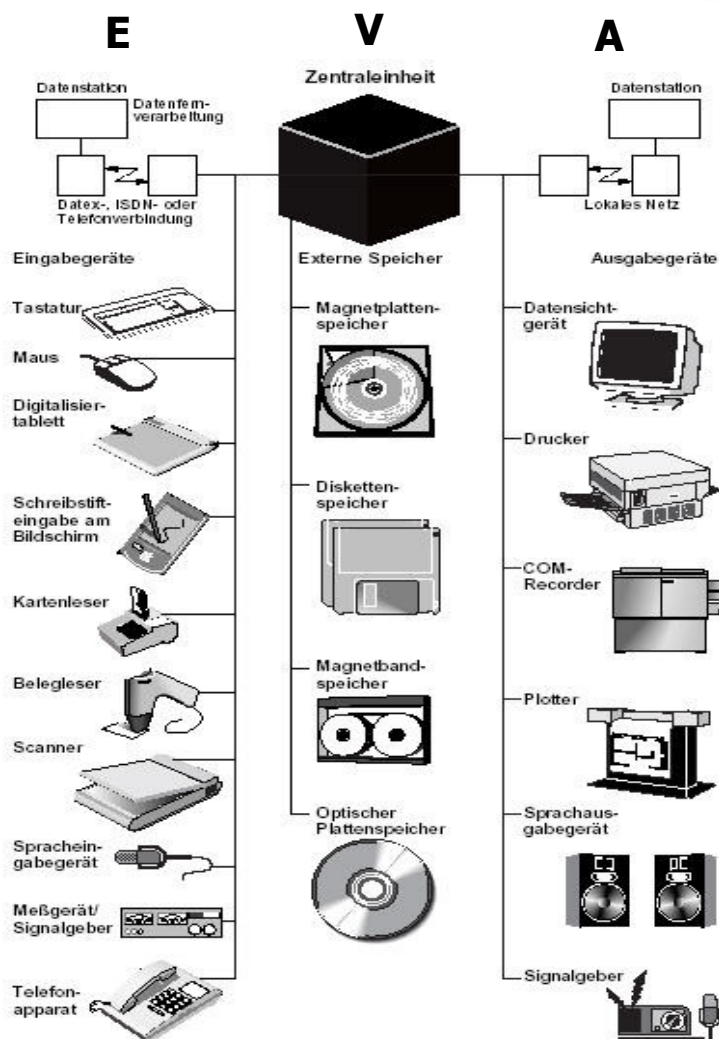 E
V
A
Zentraleinheit
Datenstation
Datenfern-
verarbeitung
Datex-, ISDN- oder
Telefonverbindung
Datenstation
Lokales Netz
Eingabegeräte
Tastatur
Maus
Digitalisier-
tablett
Schreibstift-
eingabe am
Bildschirm
Kartenleser
Belegleser
Scanner
Sprachein-
gabegerät
Meßgerät/
Signalgeber
Telefon-
apparat
Externe Speicher
Magnetplatten-
speicher
Disketten-
speicher
Magnetband-
speicher
Optischer
Plattenspeicher
Ausgabegeräte
Datensicht-
gerät
Drucker
COM-
Recorder
Plotter
Sprachaus-
gabegerät
Signalgeber